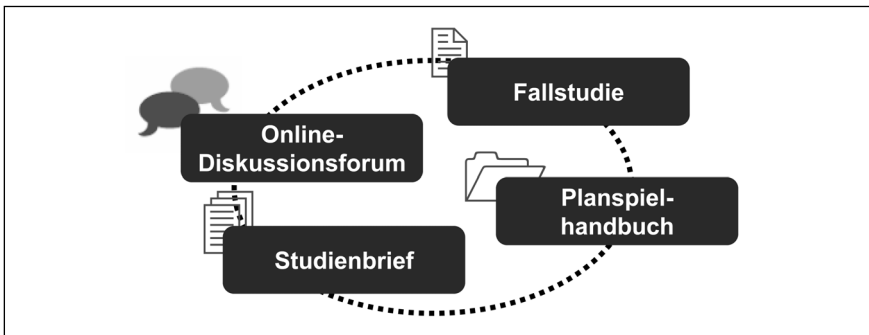 Fallstudie
Online-
Diskussionsforum
Planspiel-
handbuch
Studienbrief